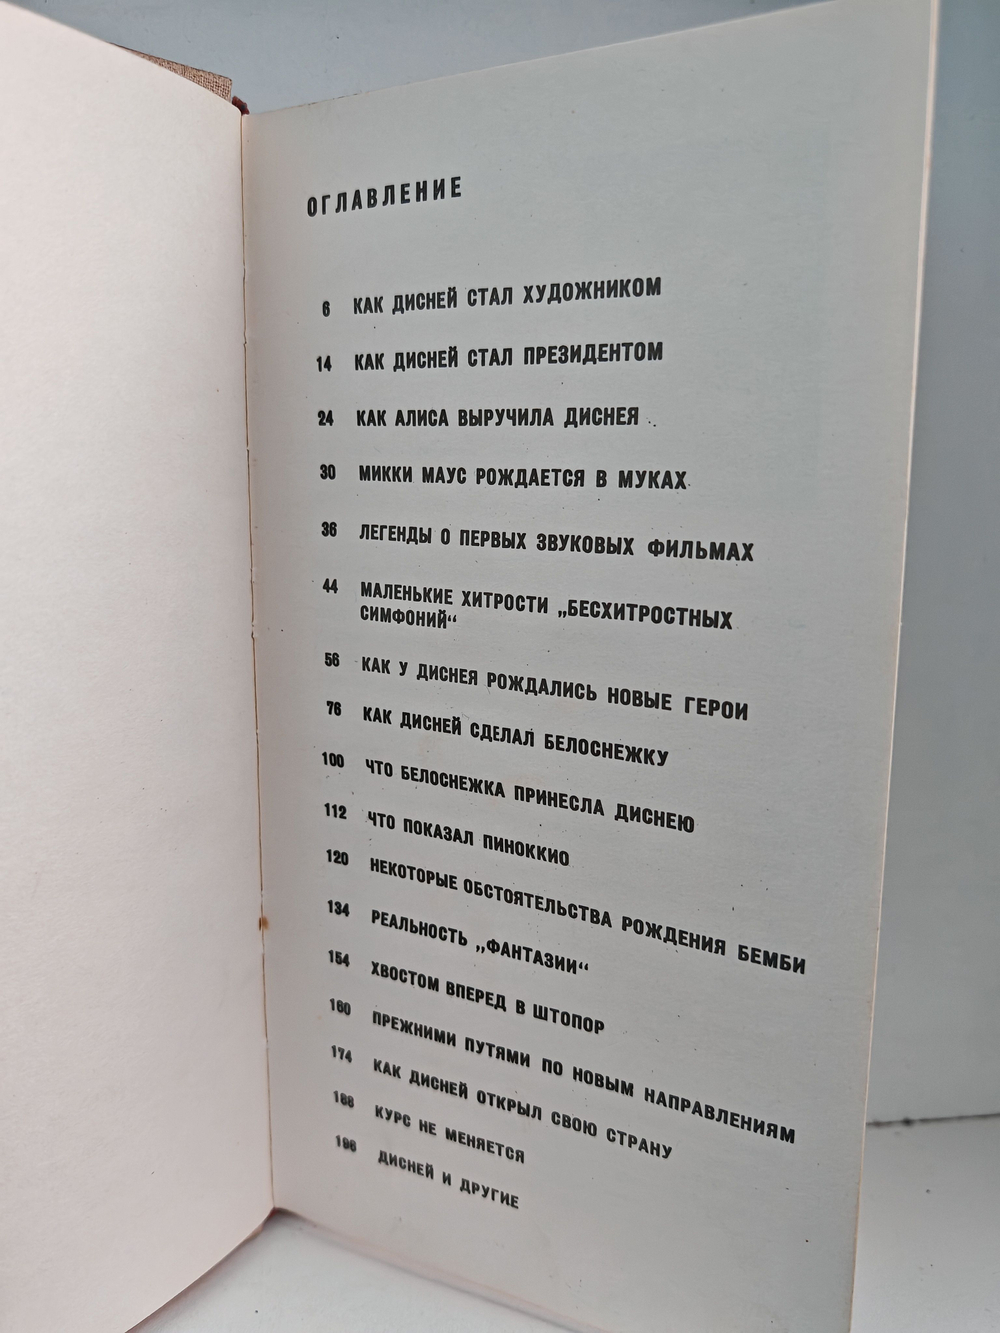 ОГЛАВЛЕНИЕ
6 КАК ДИСНЕЙ СТАЛ ХУДОЖНИКОМ
14 КАК ДИСНЕЙ СТАЛ ПРЕЗИДЕНТОМ
24 КАК АЛИСА ВЫРУЧИЛА ДИСНЕЯ
30 МИККИ МАУС РОЖДАЕТСЯ В МУКАХ
36 ЛЕГЕНДЫ О ПЕРВЫХ ЗВУКОВЫХ ФИЛЬМАХ
44 МАЛЕНЬКИЕ ХИТРОСТИ „БЕСХИТРОСТНЫХ
СИМФОНИЙ“
56 КАК У ДИСНЕЯ РОЖДАЛИСЬ НОВЫЕ ГЕРОИ
76 КАК ДИСНЕЙ СДЕЛАЛ БЕЛОСНЕЖКУ
100 ЧТО БЕЛОСНЕЖКА ПРИНЕСЛА ДИСНЕЮ
112 ЧТО ПОКАЗАЛ ПИНОККИО
120 НЕКОТОРЫЕ ОБСТОЯТЕЛЬСТВА РОЖДЕНИЯ БЕМБИ
134 РЕАЛЬНОСТЬ „ФАНТАЗИИ“
154 ХВОСТОМ ВПЕРЕД В ШТОПОР
160 ПРЕЖНИМИ ПУТЯМИ ПО НОВЫМ НАПРАВЛЕНИЯМ
174 КАК ДИСНЕЙ ОТКРЫЛ СВОЮ СТРАНУ
188 КУРС НЕ МЕНЯЕТСЯ
196 ДИСНЕЙ И ДРУГИЕ